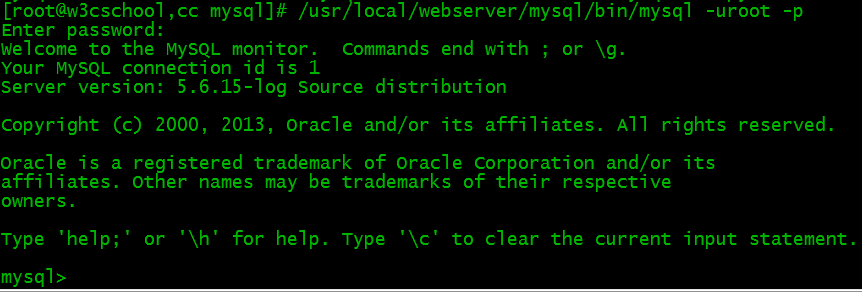 [root@w3cschool,cc mysql]# /usr/local/webserver/mysql/bin/mysql -uroot -p
Enter password:
Welcome to the MySQL monitor.  Commands end with ; or \g.
Your MySQL connection id is 1
Server version: 5.6.15-log Source distribution
Copyright (c) 2000, 2013, Oracle and/or its affiliates. All rights reserved.
Oracle is a registered trademark of Oracle Corporation and/or its
affiliates. Other names may be trademarks of their respective
owners.
Type 'help;' or '\h' for help. Type '\c' to clear the current input statement.
mysql>